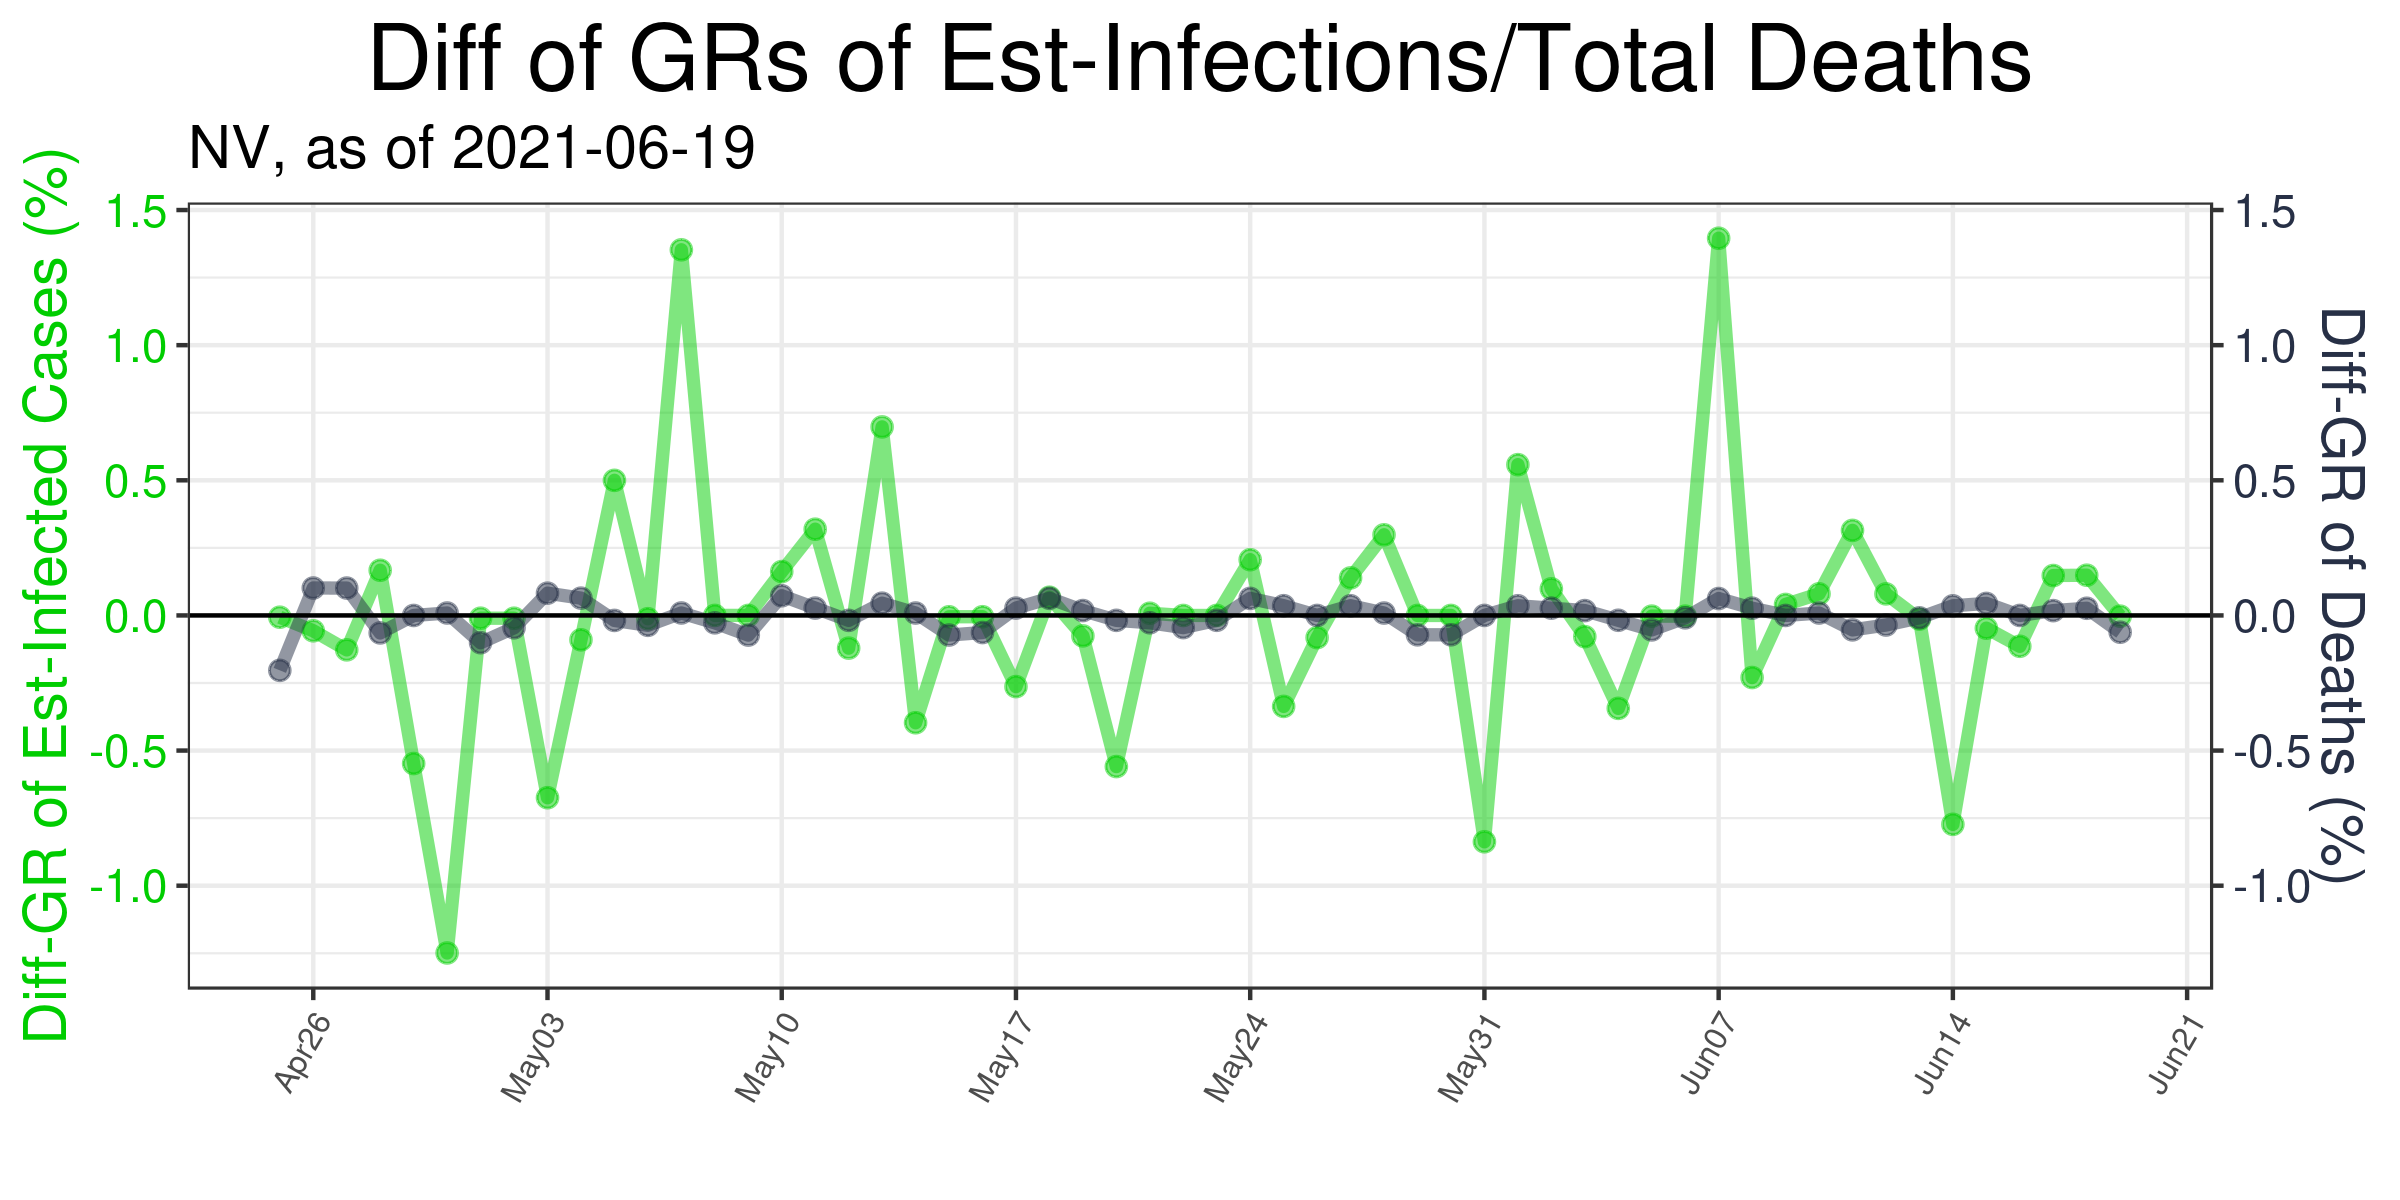 Diff of GRs of Est-Infections/Total Deaths
NV, as of 2021-06-19
Diff-GR of Est-Infected Cases (%)
1.5
1.0
0.5
0.0
-0.5
-1.0
1.5
1.0
0.5
0.0
-0.5
-1.0
Diff-GR of Deaths (%)
Apr26
May03
May10
May17
May24
May31
Jun07
Jun14
Jun21